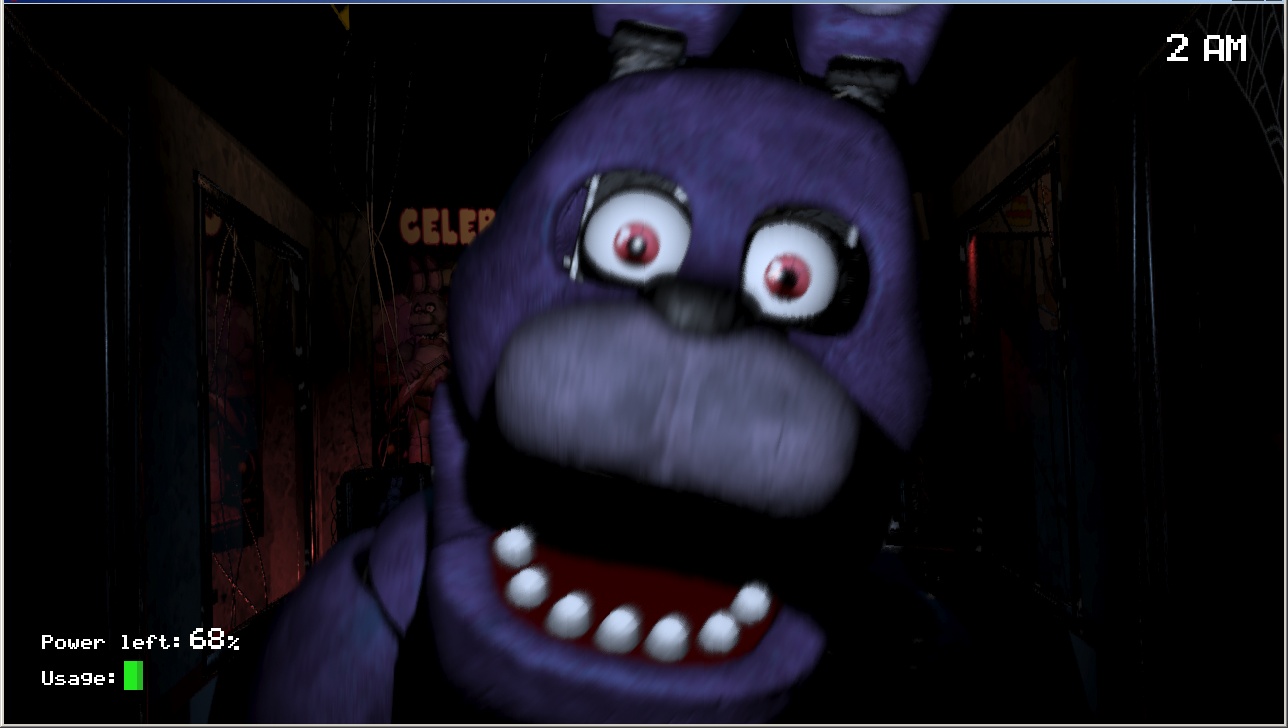 2 AM
CELEB
Power left: 68%
Usage: